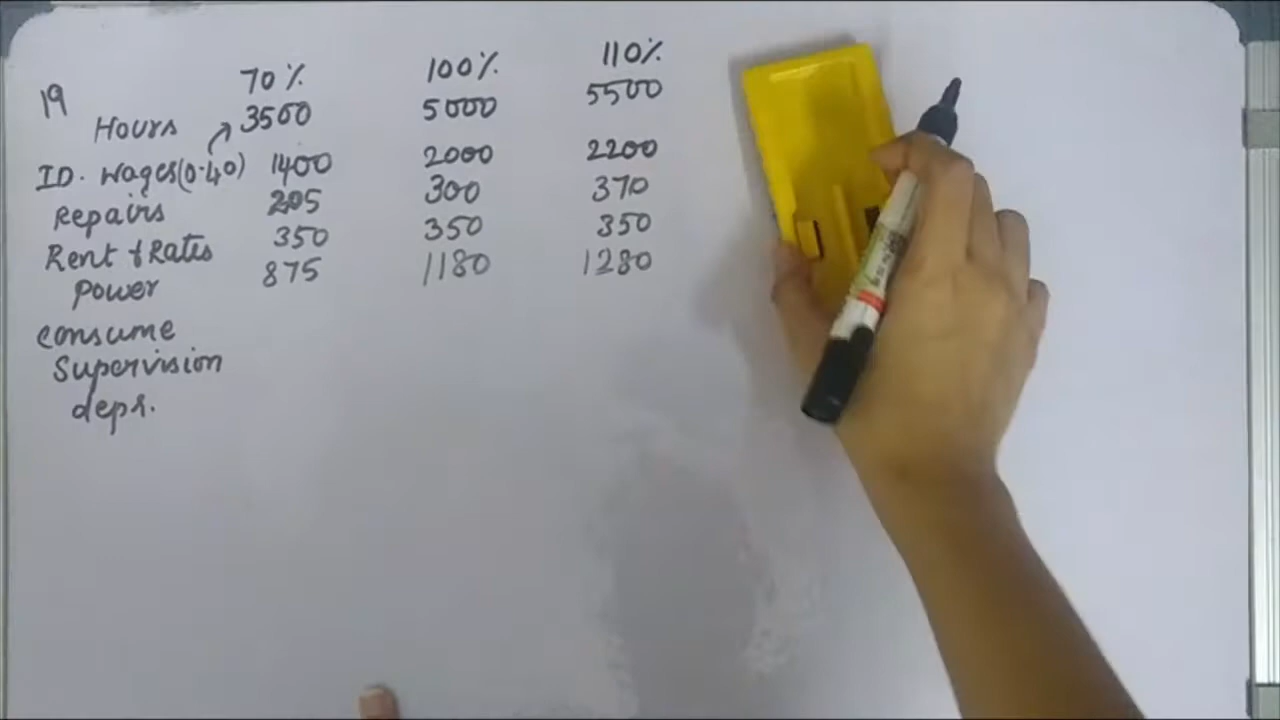 19 70% 100% 110%
Hours 3500 5000 5500
ID. Wages(0.40) 1400 2000 2200
Repairs 205 300 370
Rent & Rates 350 350 350
Power 875 1180 1280
Consume
Supervision
depr.